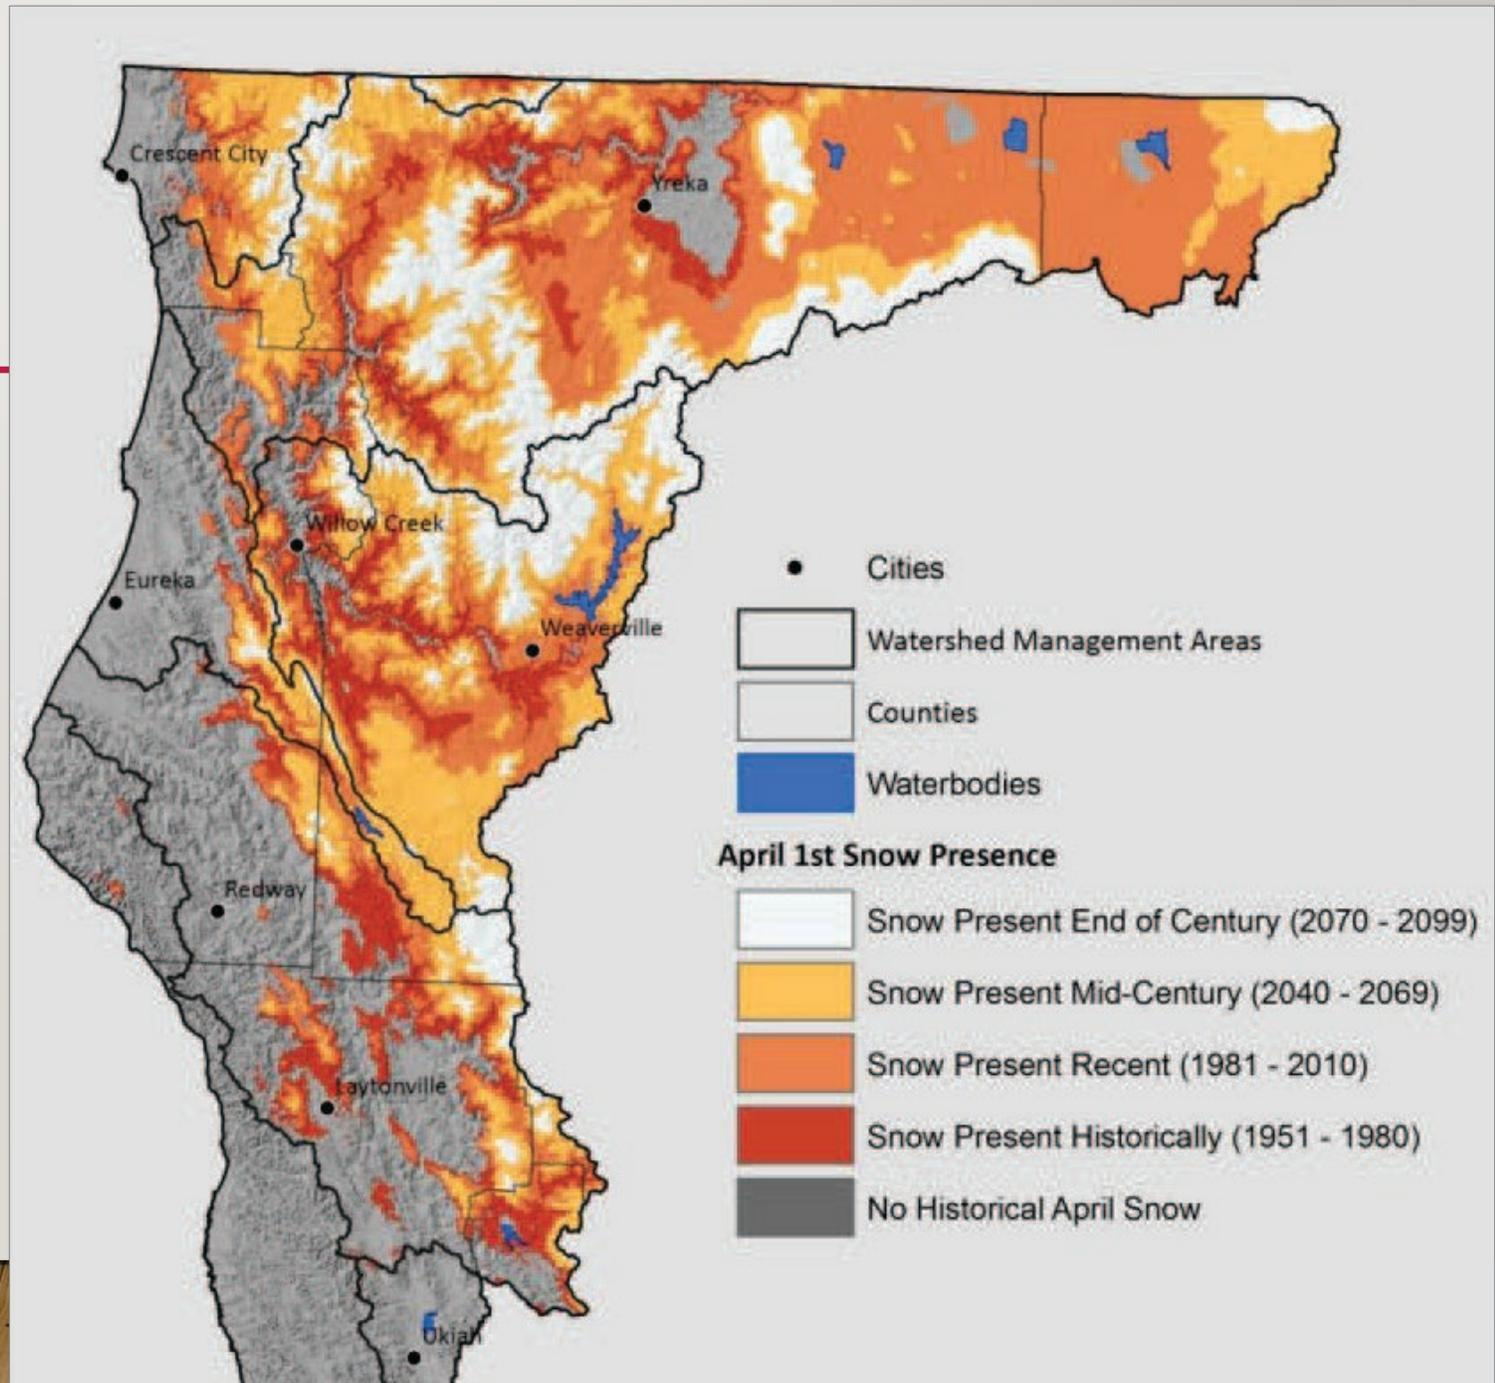 Crescent City
Yreka
Willow Creek
Eureka
Weaverville
Redway
Laytonville
Ukiah
Cities
Watershed Management Areas
Counties
Waterbodies
April 1st Snow Presence
Snow Present End of Century (2070 - 2099)
Snow Present Mid-Century (2040 - 2069)
Snow Present Recent (1981 - 2010)
Snow Present Historically (1951 - 1980)
No Historical April Snow